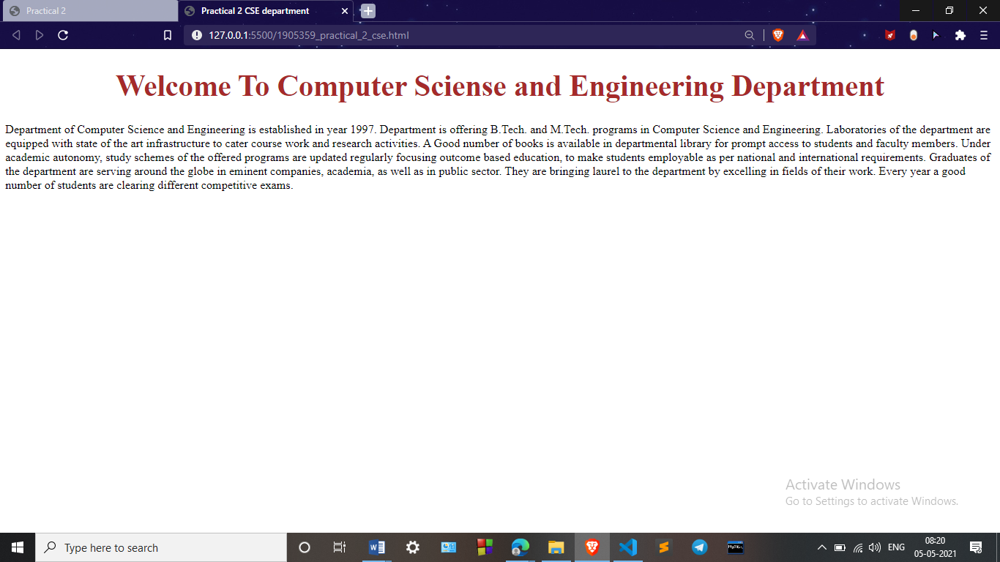 Practical 2
Practical 2 CSE department
127.0.0.1:5500/1905359_practical_2_cse.html
Welcome To Computer Sciense and Engineering Department
Department of Computer Science and Engineering is established in year 1997. Department is offering B.Tech. and M.Tech. programs in Computer Science and Engineering. Laboratories of the department are
equipped with state of the art infrastructure to cater course work and research activities. A Good number of books is available in departmental library for prompt access to students and faculty members. Under
academic autonomy, study schemes of the offered programs are updated regularly focusing outcome based education, to make students employable as per national and international requirements. Graduates of
the department are serving around the globe in eminent companies, academia, as well as in public sector. They are bringing laurel to the department by excelling in fields of their work. Every year a good
number of students are clearing different competitive exams.
Activate Windows
Go to Settings to activate Windows.
Type here to search
W
MySQL
ENG
08:20
05-05-2021